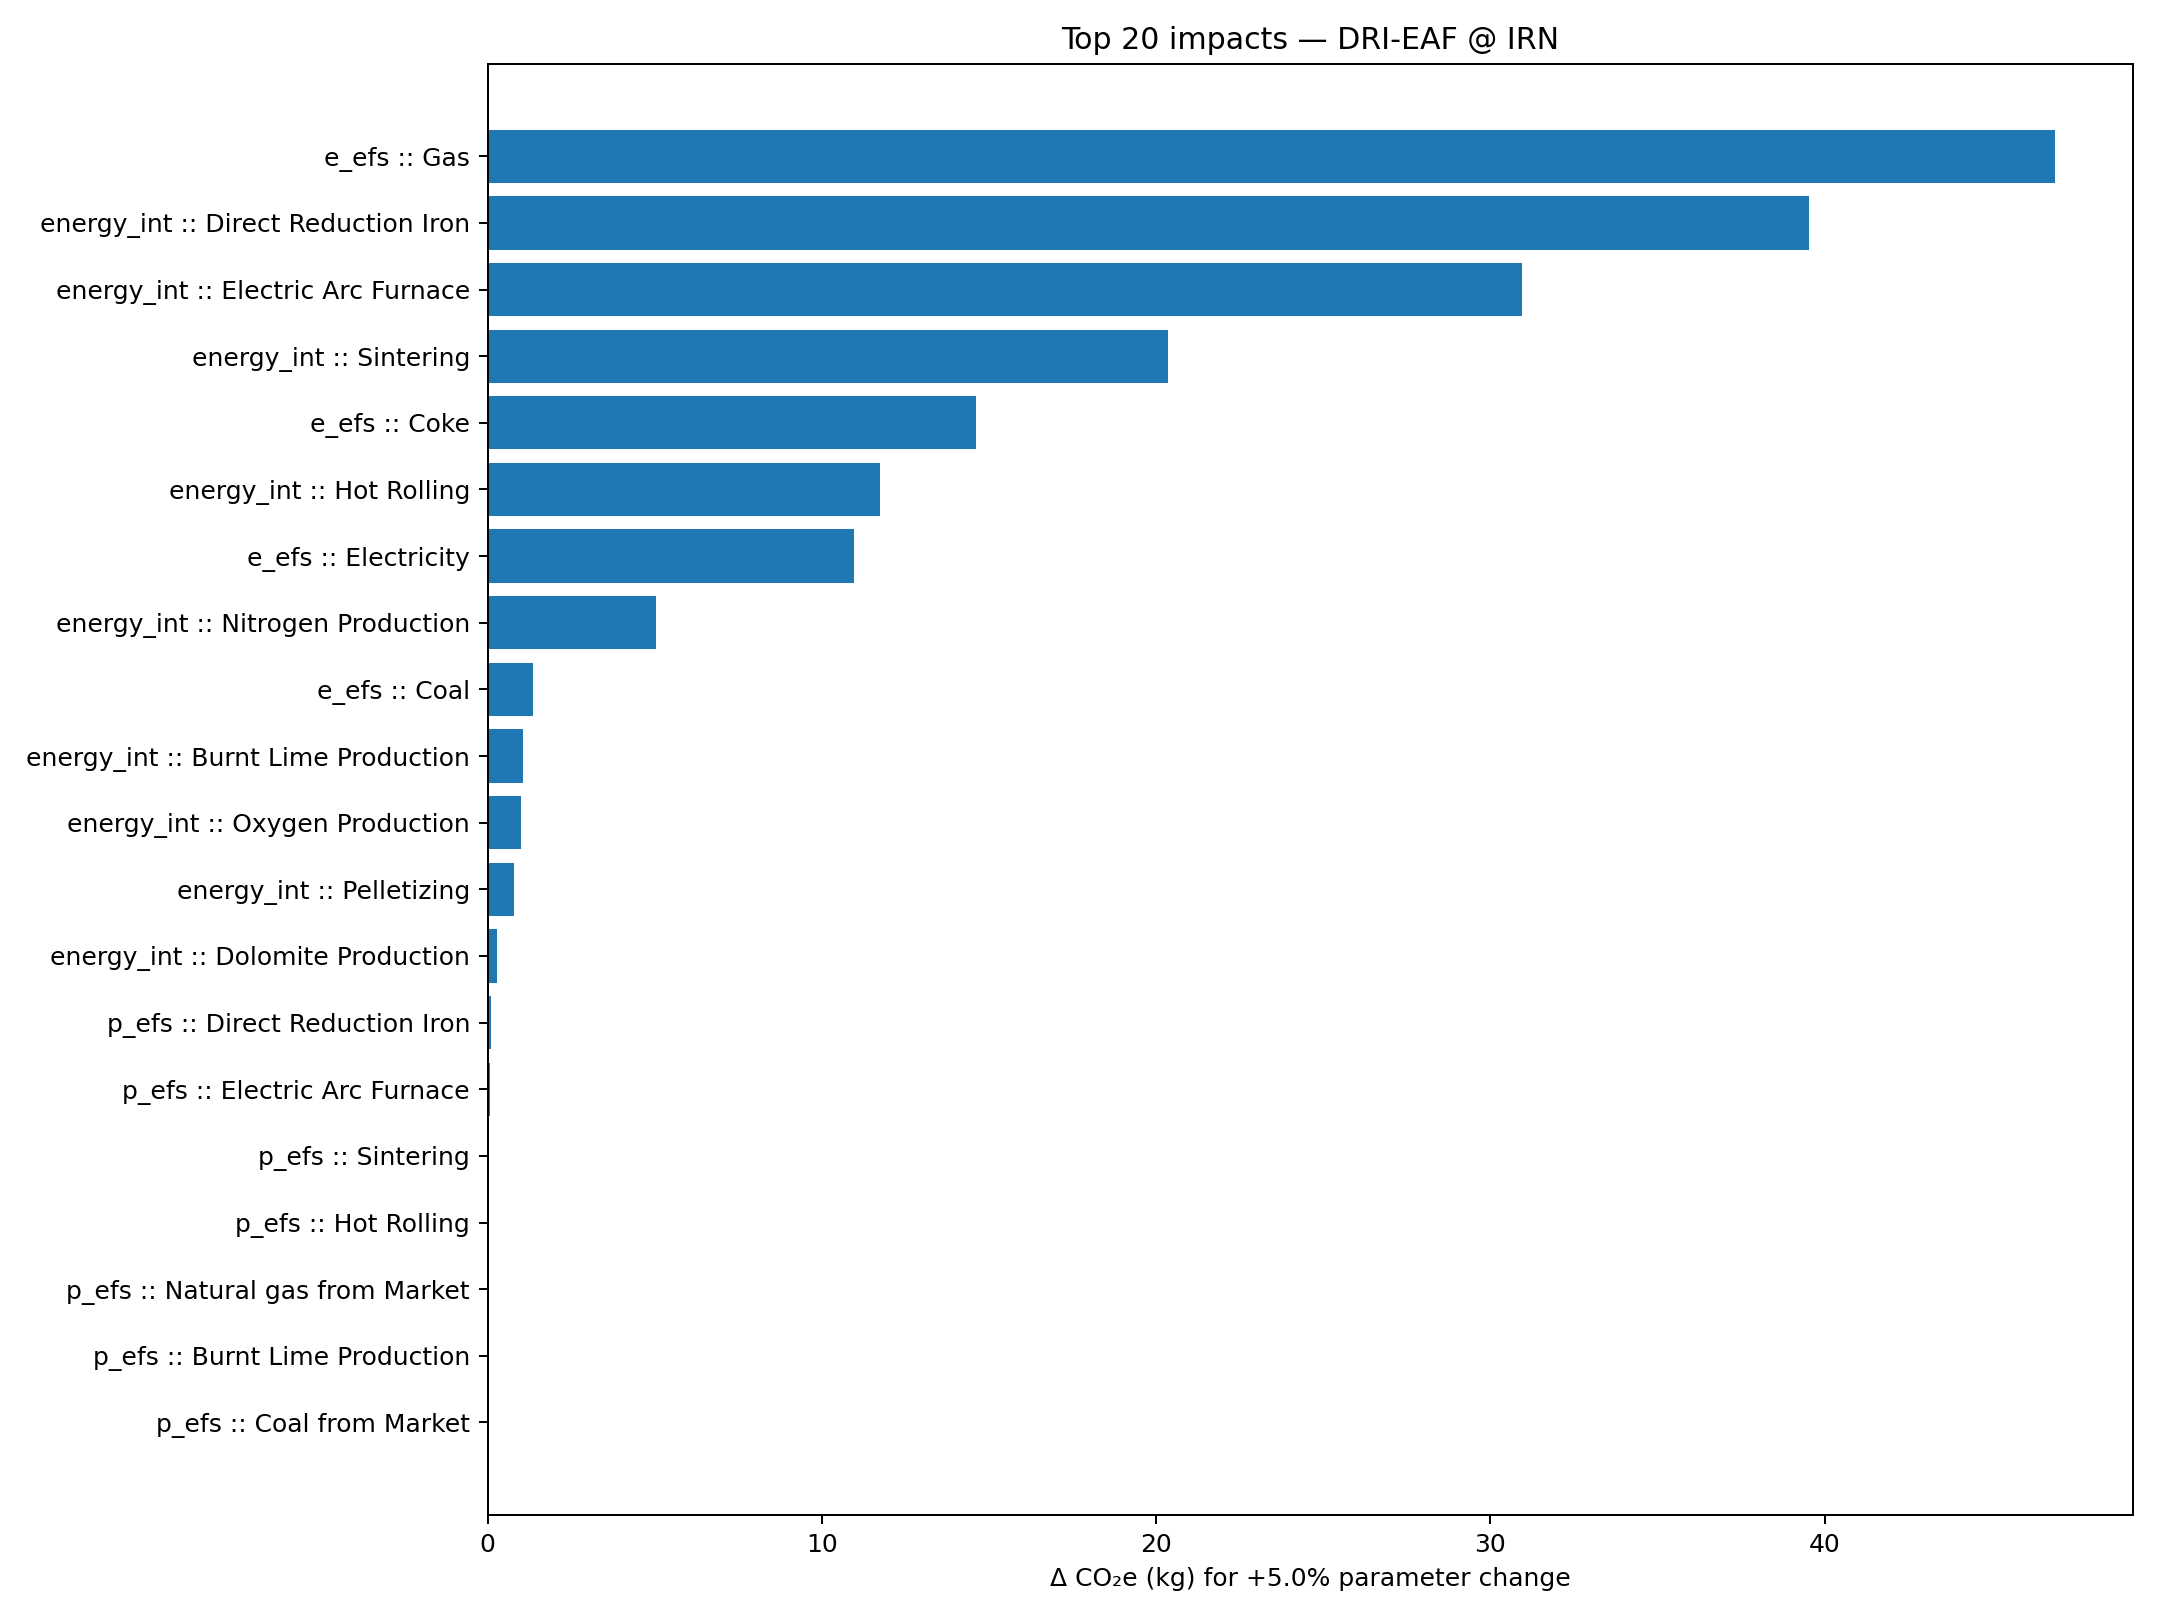 Top 20 impacts — DRI-EAF @ IRN
e_efs :: Gas
energy_int :: Direct Reduction Iron
energy_int :: Electric Arc Furnace
energy_int :: Sintering
e_efs :: Coke
energy_int :: Hot Rolling
e_efs :: Electricity
energy_int :: Nitrogen Production
e_efs :: Coal
energy_int :: Burnt Lime Production
energy_int :: Oxygen Production
energy_int :: Pelletizing
energy_int :: Dolomite Production
p_efs :: Direct Reduction Iron
p_efs :: Electric Arc Furnace
p_efs :: Sintering
p_efs :: Hot Rolling
p_efs :: Natural gas from Market
p_efs :: Burnt Lime Production
p_efs :: Coal from Market
0 10 20 30 40
Δ CO₂e (kg) for +5.0% parameter change